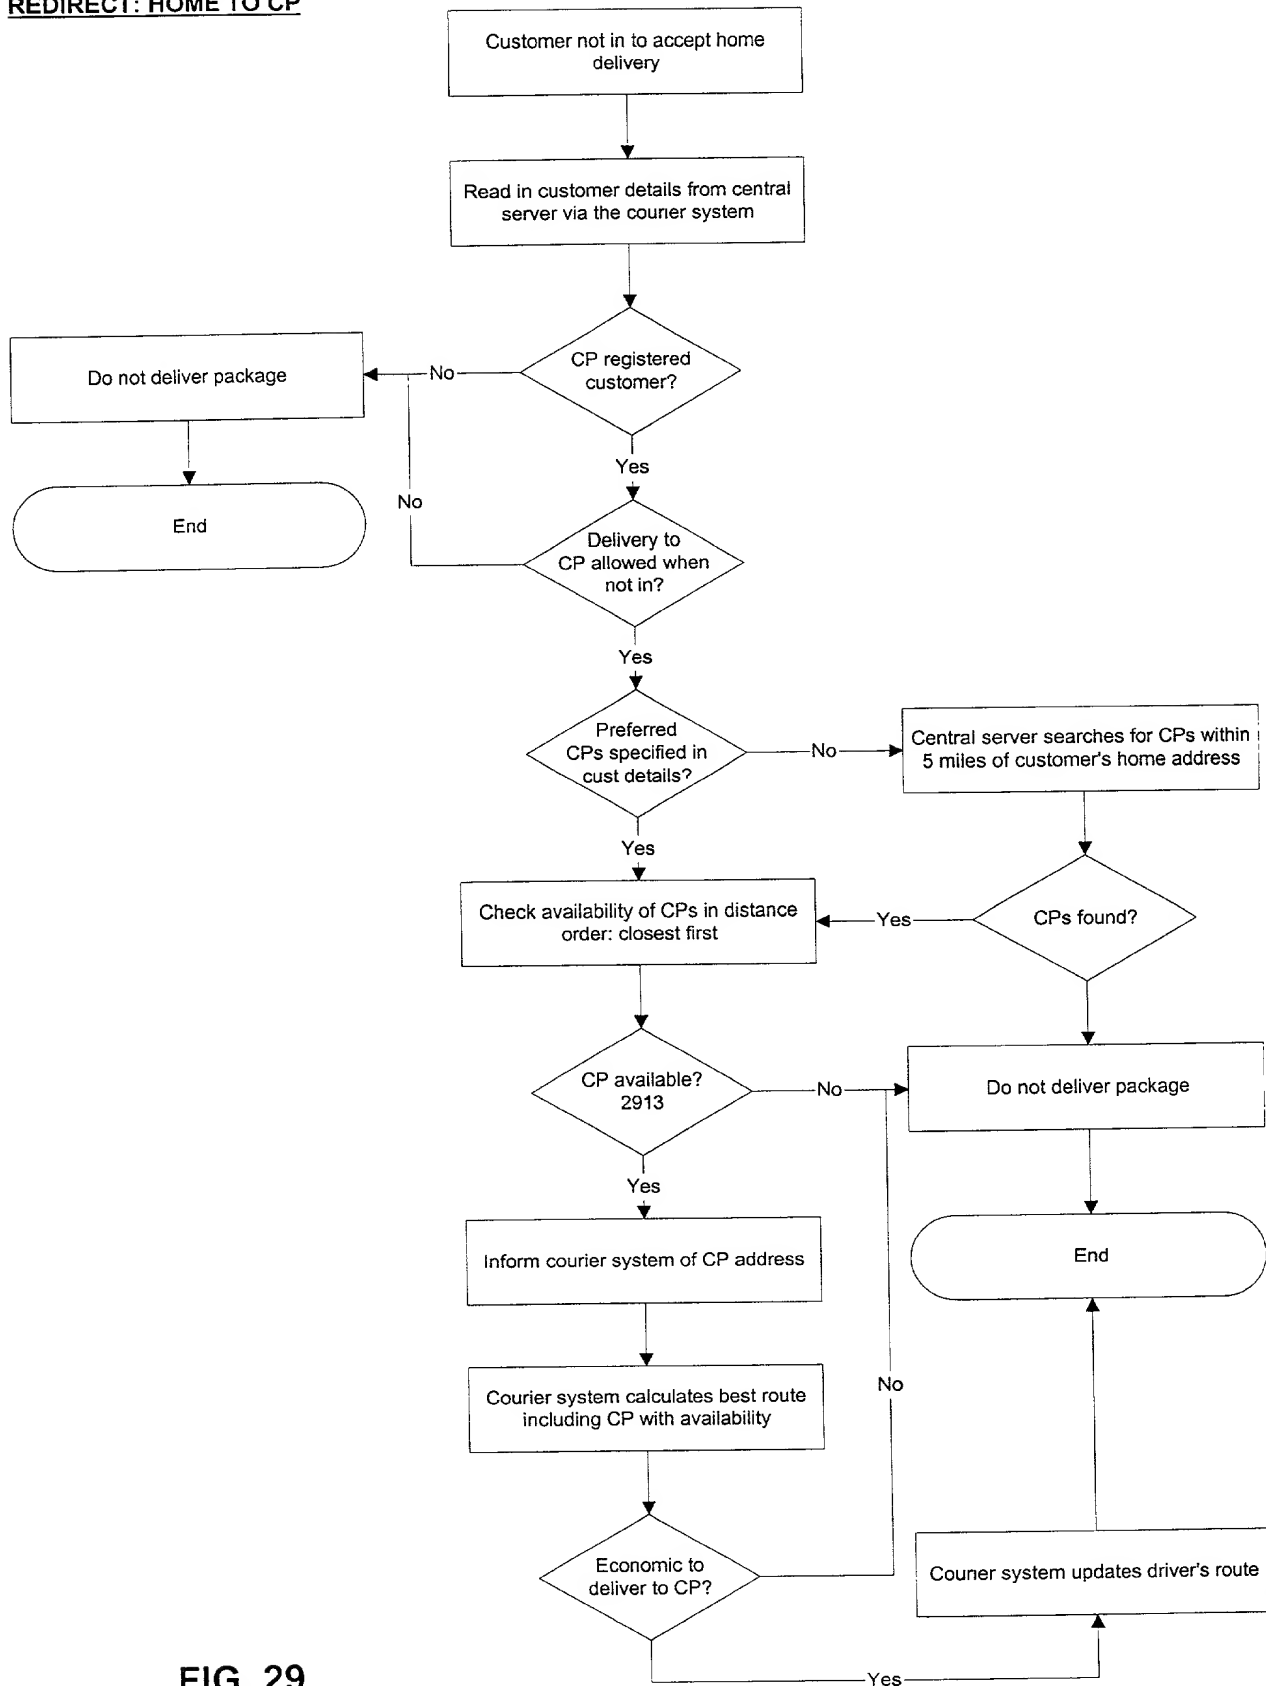 REDIRECT: HOME TO CP
Customer not in to accept home
delivery
Read in customer details from central
server via the courier system
CP registered
customer?
No
Do not deliver package
End
Yes
No
Delivery to
CP allowed when
not in?
Yes
Preferred
CPs specified in
cust details?
No
Central server searches for CPs within
5 miles of customer's home address
Yes
Check availability of CPs in distance
order: closest first
Yes
CPs found?
CP available?
2913
No
Do not deliver package
Yes
End
Inform courier system of CP address
Courier system calculates best route
including CP with availability
No
Economic to
deliver to CP?
Courier system updates driver's route
Yes
FIG. 29